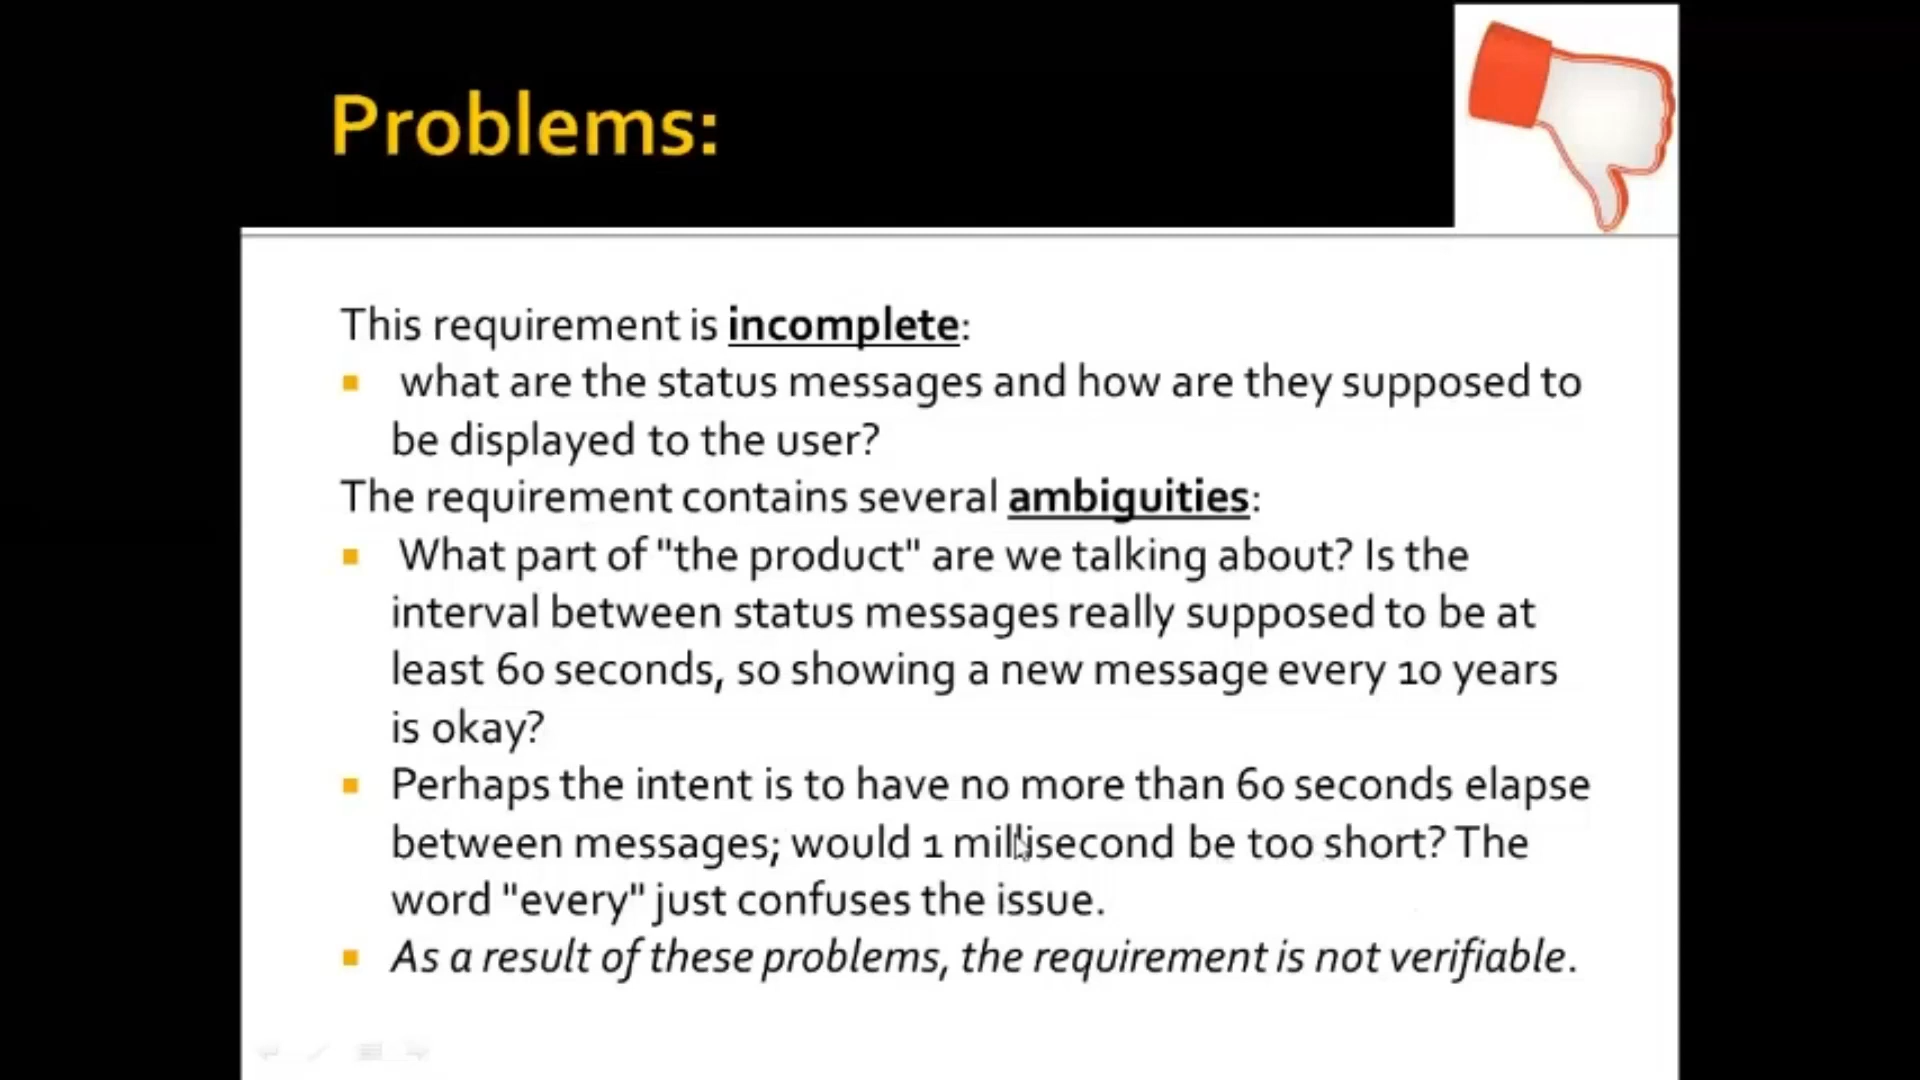 Problems:
This requirement is incomplete:
what are the status messages and how are they supposed to
be displayed to the user?
The requirement contains several ambiguities:
What part of "the product" are we talking about? Is the
interval between status messages really supposed to be at
least 60 seconds, so showing a new message every 10 years
is okay?
Perhaps the intent is to have no more than 60 seconds elapse
between messages; would 1 millisecond be too short? The
word "every" just confuses the issue.
As a result of these problems, the requirement is not verifiable.